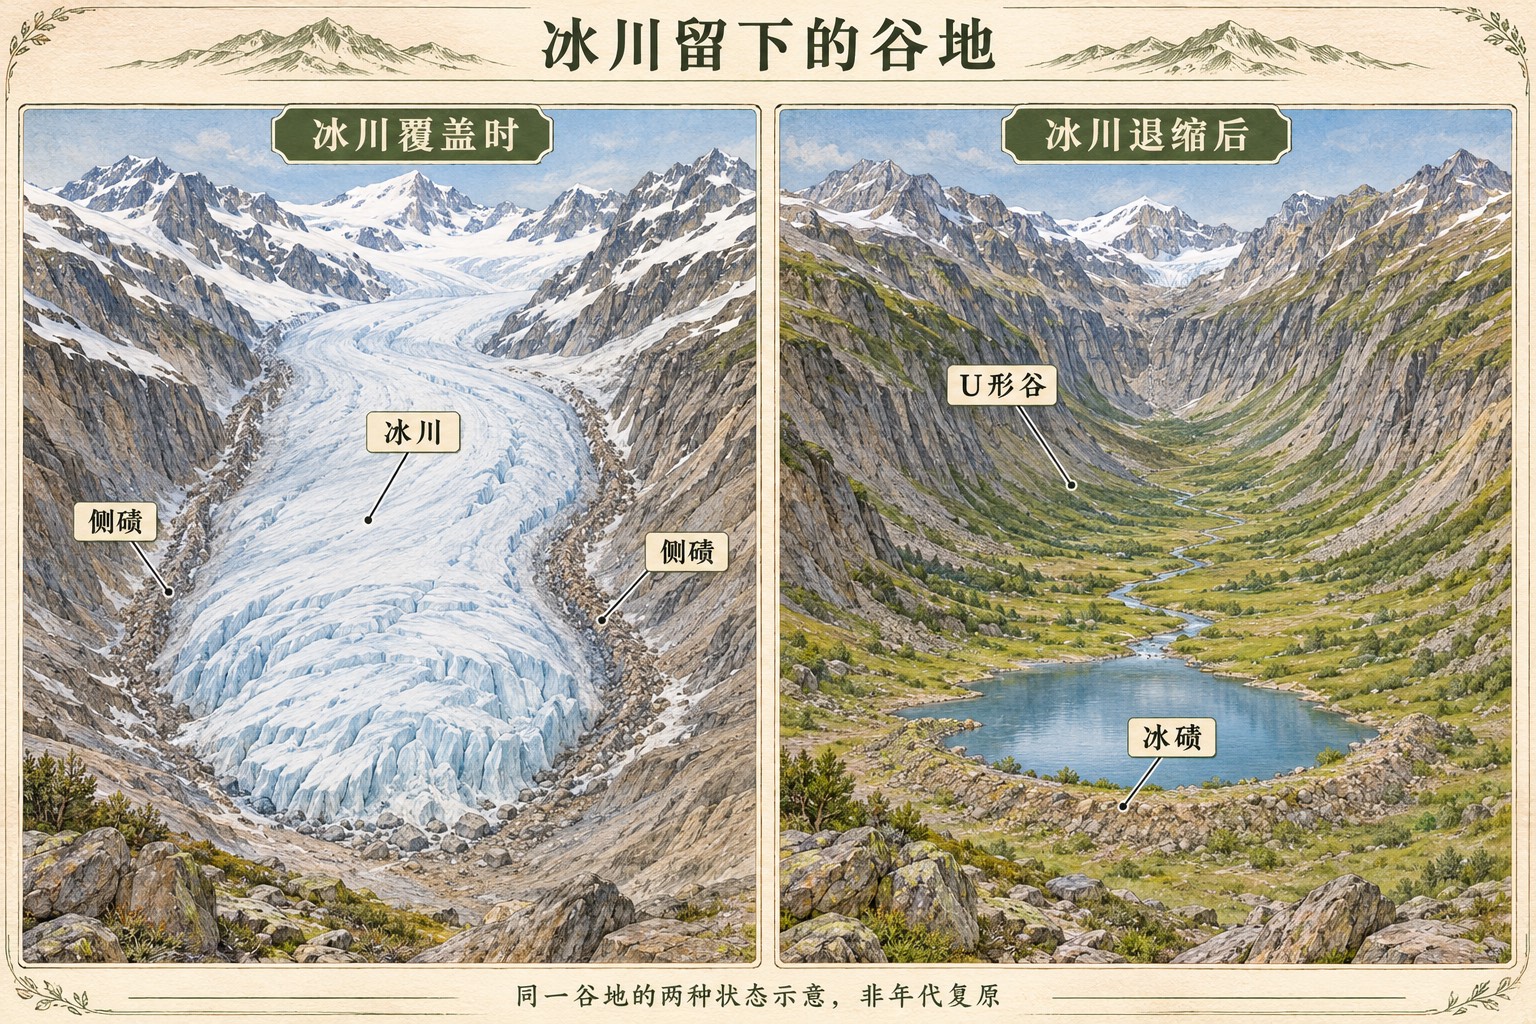 冰川留下的谷地
冰川覆盖时
冰川
侧碛
侧碛
冰川退缩后
U形谷
冰碛
同一谷地的两种状态示意，非年代复原